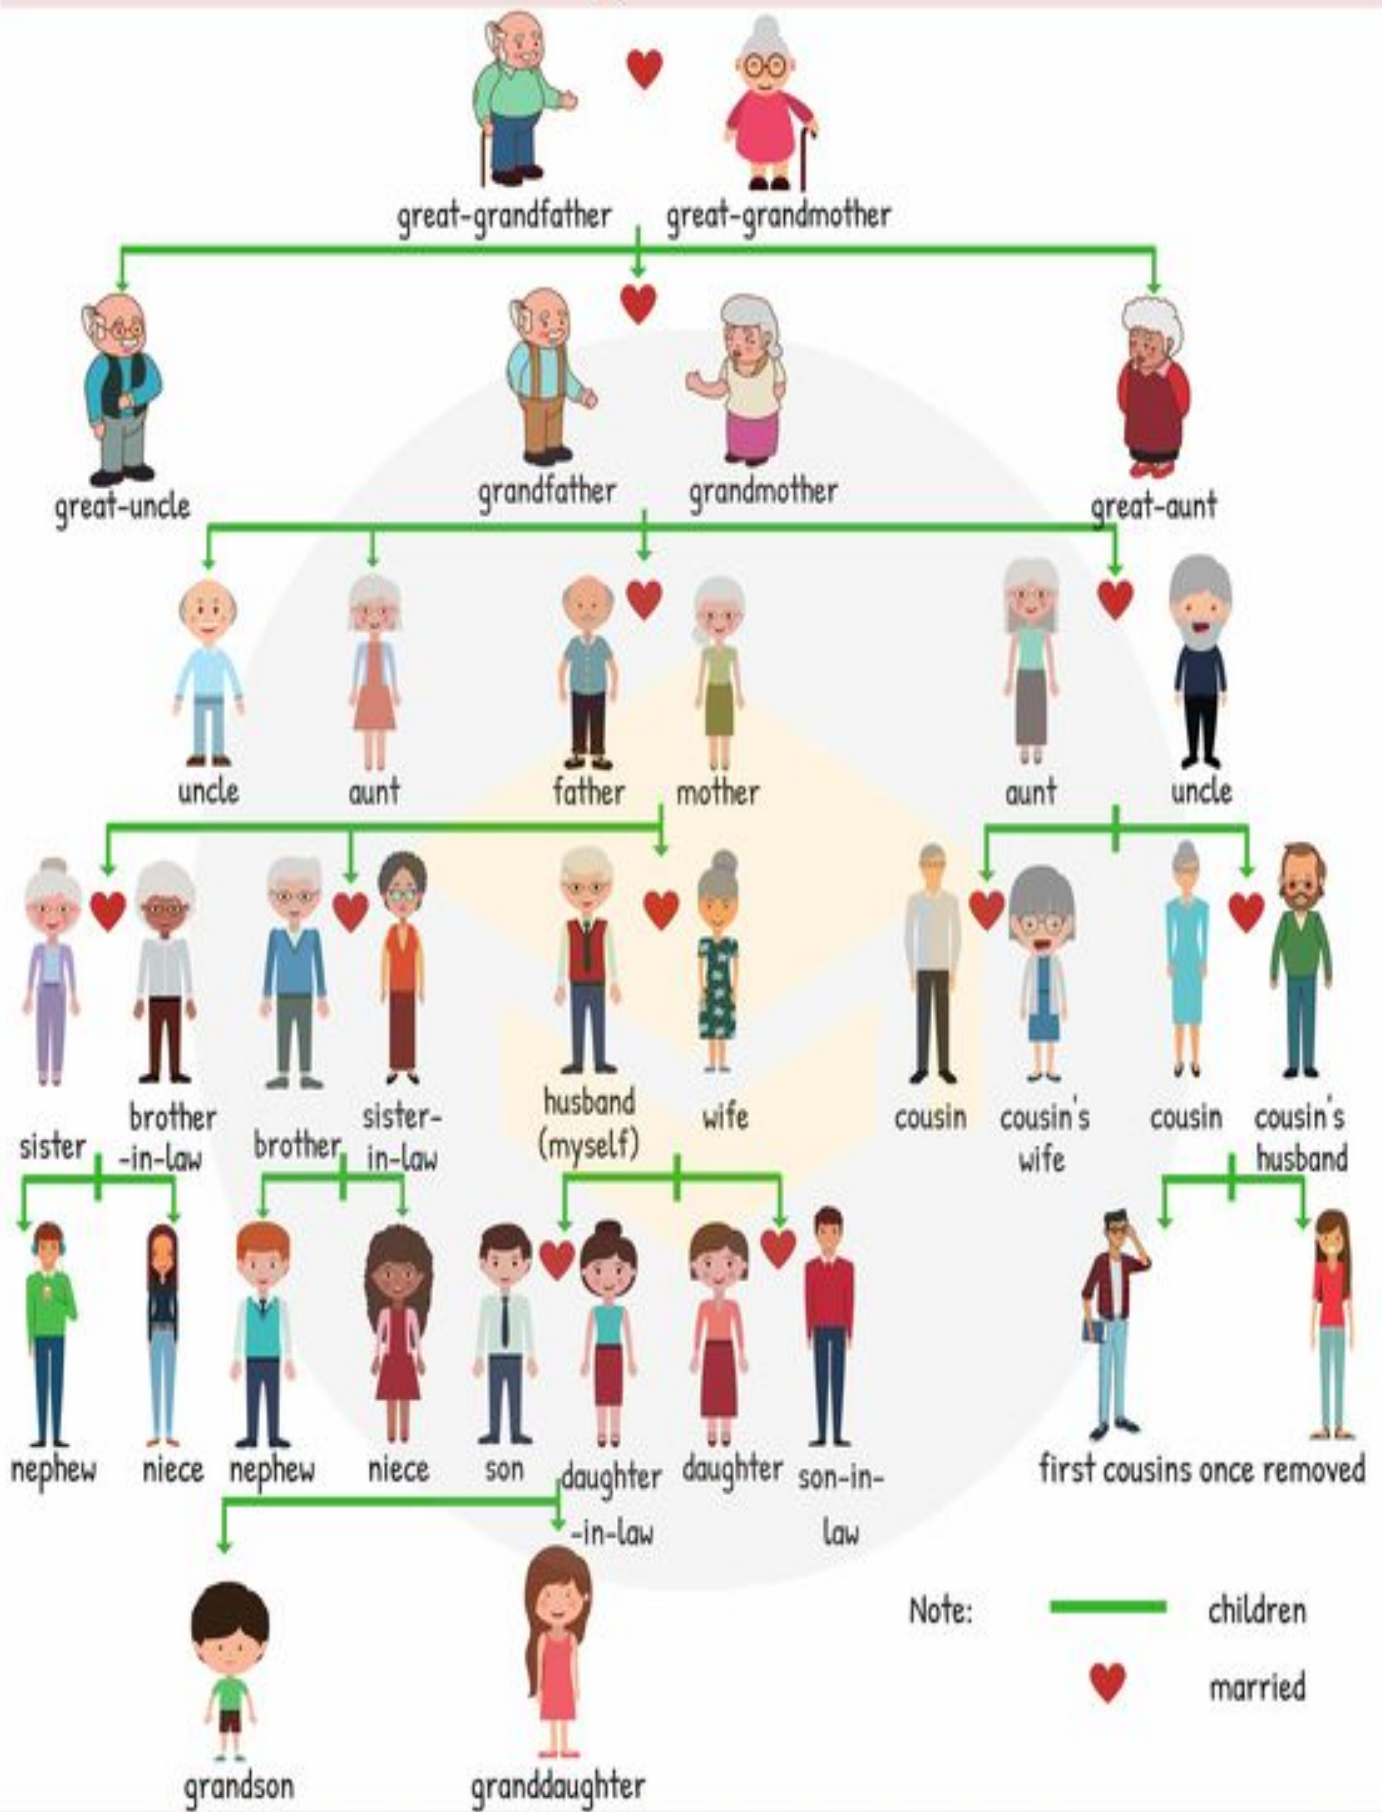 great-grandfather great-grandmother
great-uncle grandfather grandmother great-aunt
uncle aunt father mother aunt uncle
sister brother
-in-law brother sister-
in-law husband
(myself) wife cousin cousin's
wife cousin cousin's
husband
nephew niece nephew niece son daughter
-in-law daughter son-in-
law first cousins once removed
grandson granddaughter
Note: children
married